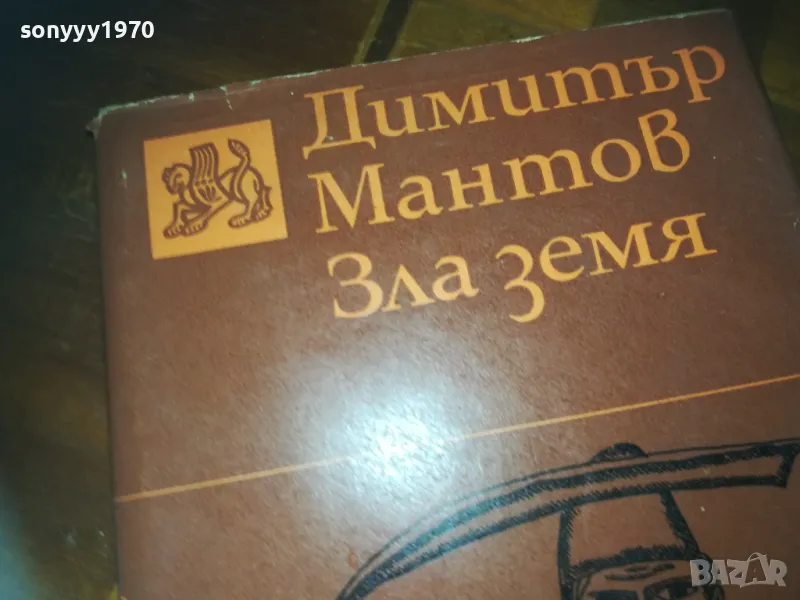 sonyyy1970
Димитър
Мантов
Зла земя
BAZAR